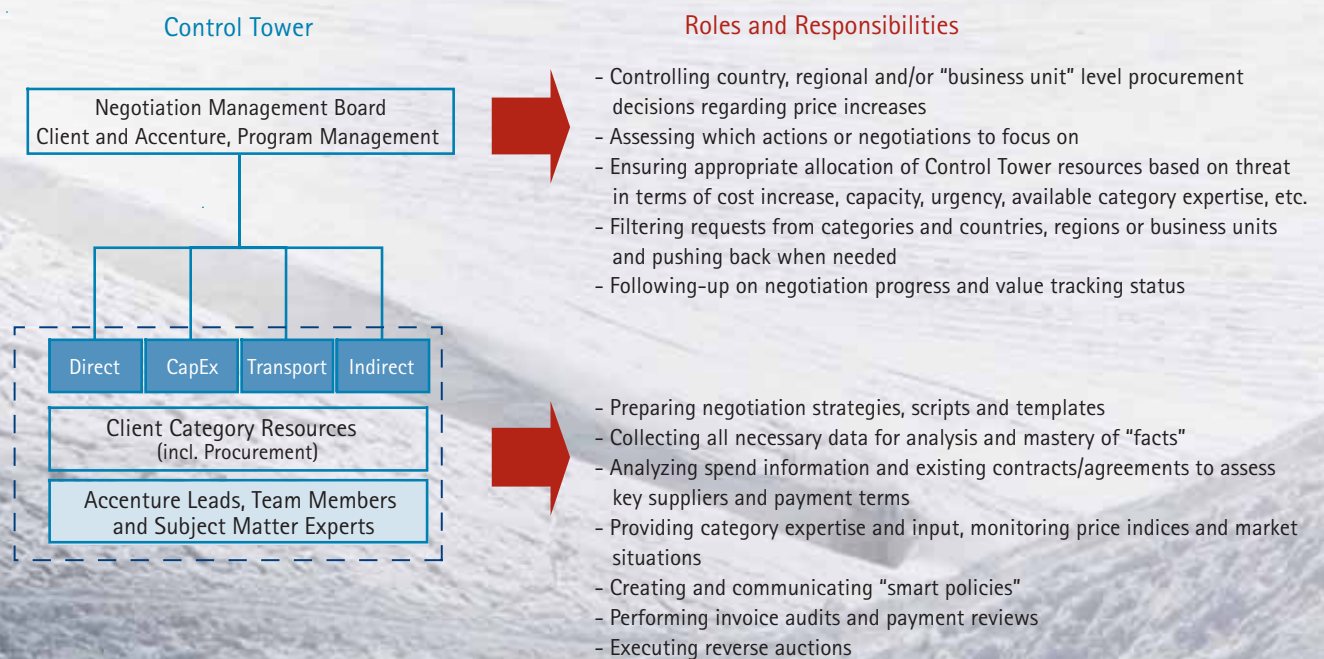 Control Tower
Roles and Responsibilities
Negotiation Management Board
Client and Accenture, Program Management
- Controlling country, regional and/or “business unit” level procurement
decisions regarding price increases
- Assessing which actions or negotiations to focus on
- Ensuring appropriate allocation of Control Tower resources based on threat
in terms of cost increase, capacity, urgency, available category expertise, etc.
- Filtering requests from categories and countries, regions or business units
and pushing back when needed
- Following-up on negotiation progress and value tracking status
Direct CapEx Transport Indirect
Client Category Resources
(incl. Procurement)
Accenture Leads, Team Members
and Subject Matter Experts
- Preparing negotiation strategies, scripts and templates
- Collecting all necessary data for analysis and mastery of “facts”
- Analyzing spend information and existing contracts/agreements to assess
key suppliers and payment terms
- Providing category expertise and input, monitoring price indices and market
situations
- Creating and communicating “smart policies”
- Performing invoice audits and payment reviews
- Executing reverse auctions